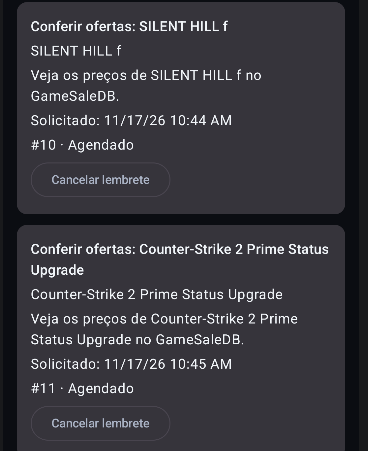 Conferir ofertas: SILENT HILL f
SILENT HILL f
Veja os preços de SILENT HILL f no
GameSaleDB.
Solicitado: 11/17/26 10:44 AM
#10 · Agendado
Cancelar lembrete
Conferir ofertas: Counter-Strike 2 Prime Status
Upgrade
Counter-Strike 2 Prime Status Upgrade
Veja os preços de Counter-Strike 2 Prime
Status Upgrade no GameSaleDB.
Solicitado: 11/17/26 10:45 AM
#11 · Agendado
Cancelar lembrete